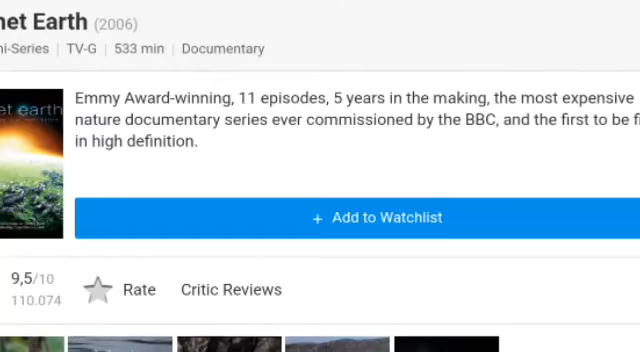 net Earth (2006)
ni-Series | TV-G | 533 min | Documentary
et earth
Emmy Award-winning, 11 episodes, 5 years in the making, the most expensive
nature documentary series ever commissioned by the BBC, and the first to be fi
in high definition.
+ Add to Watchlist
9,5/10
110.074
Rate
Critic Reviews